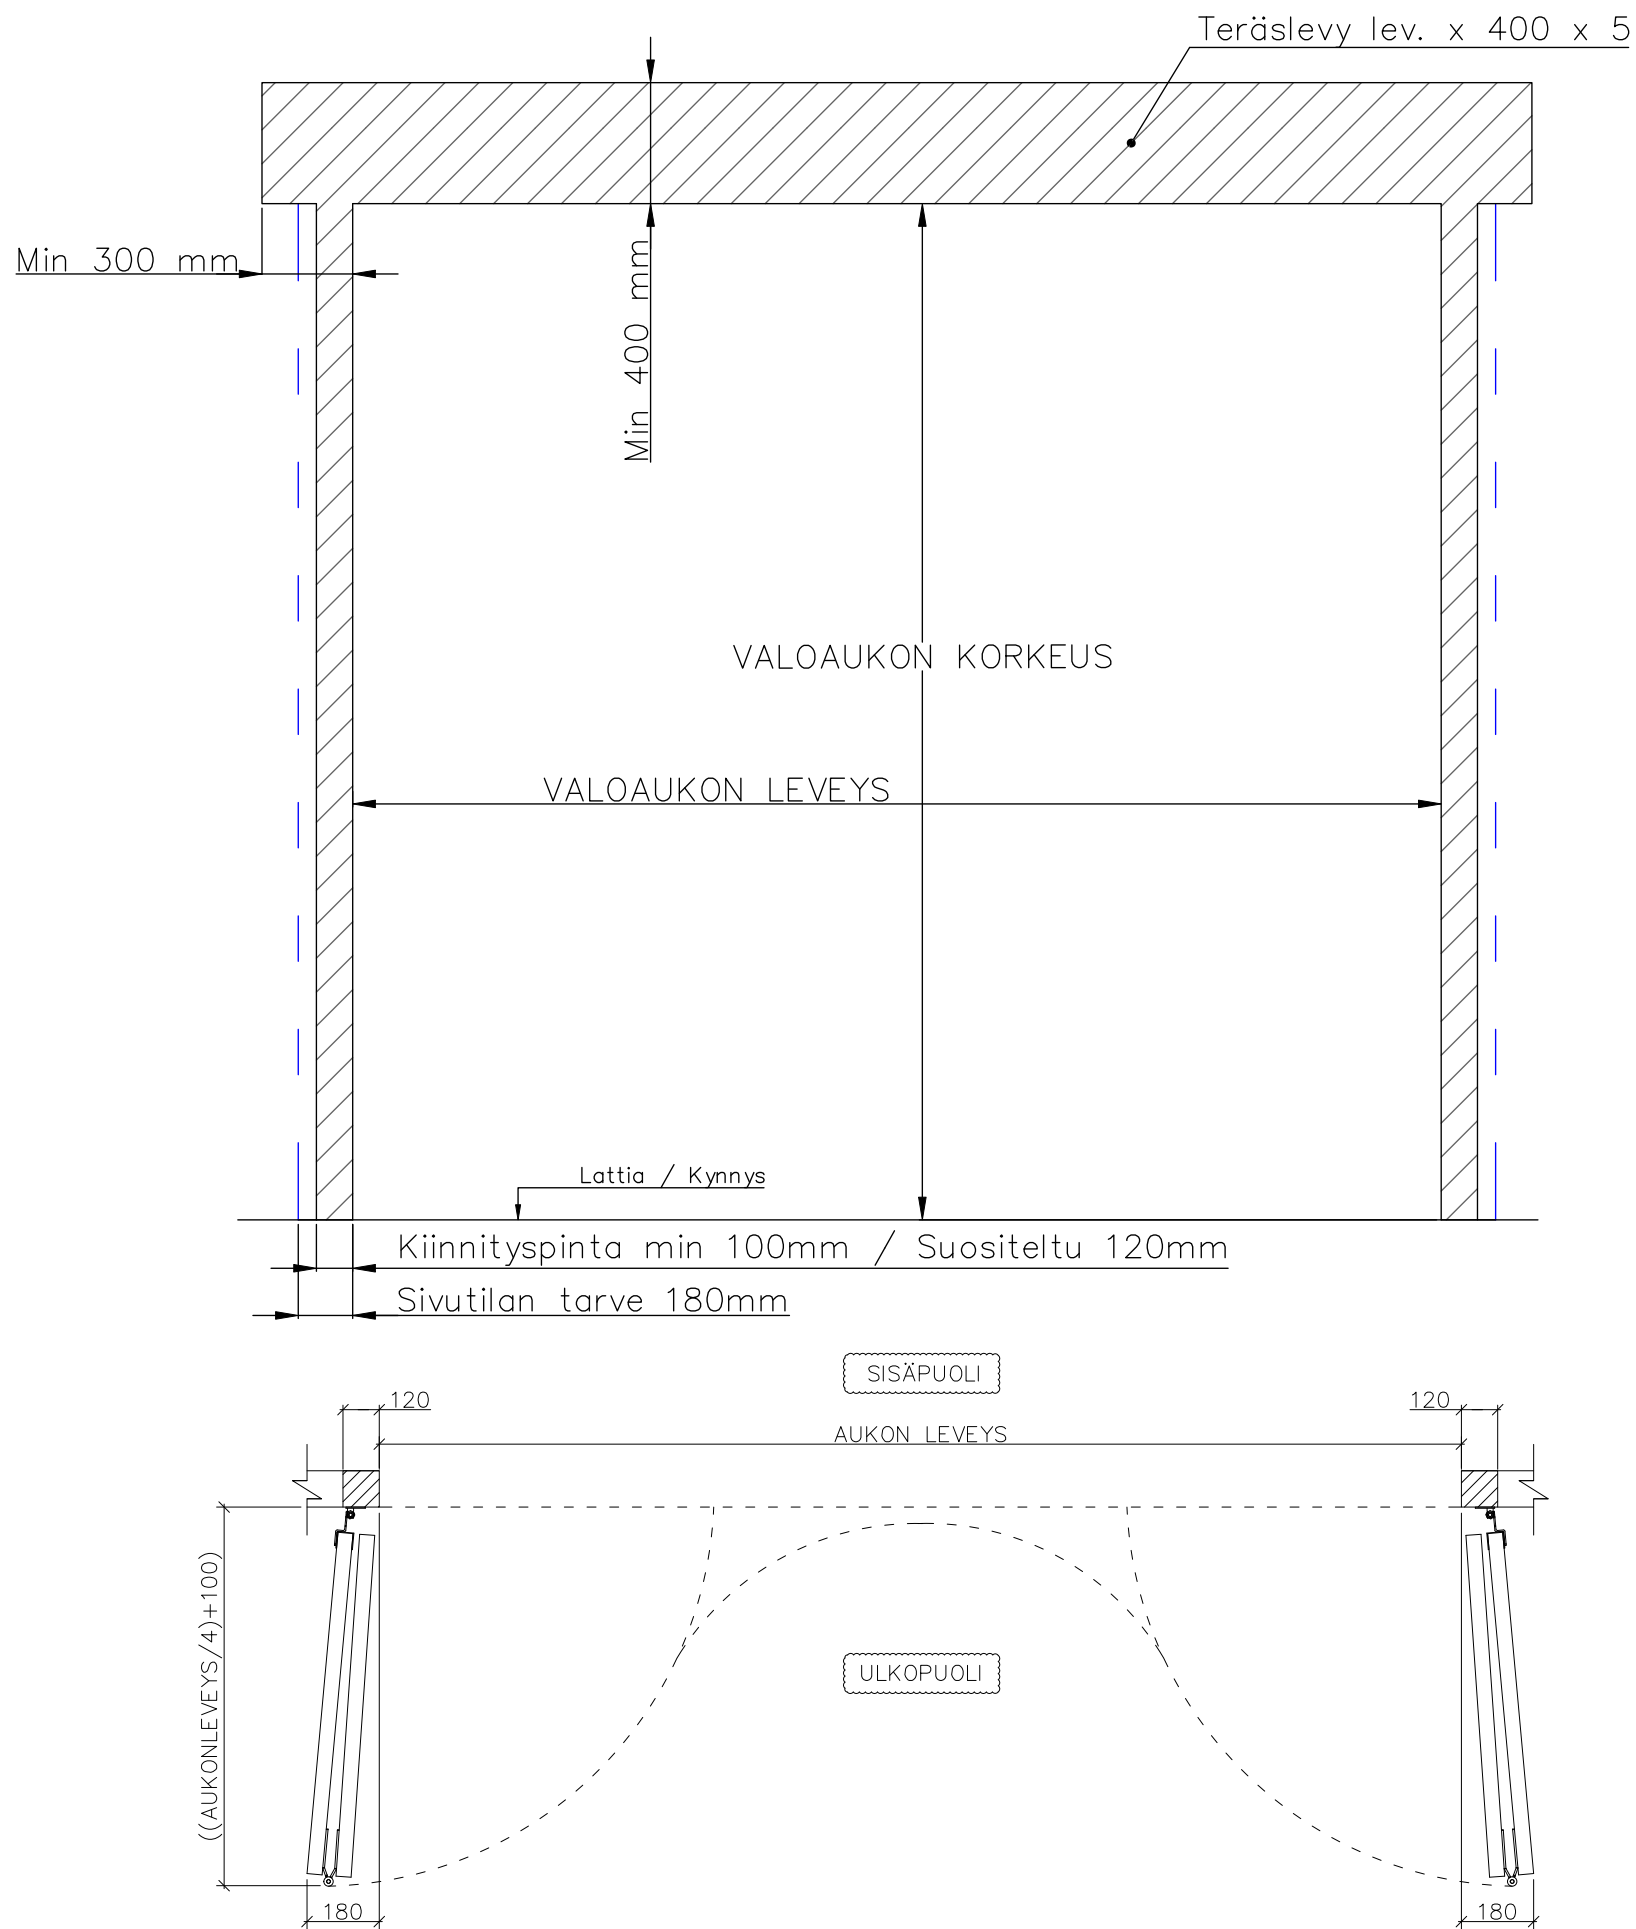 Teräslevy lev. x 400 x 5
Min 300 mm
Min 400 mm
VALOAUKON KORKEUS
VALOAUKON LEVEYS
Lattia / Kynnys
Kiinnityspinta min 100mm / Suositeltu 120mm
Sivutilan tarve 180mm
SISÄPUOLI
120
120
AUKON LEVEYS
((AUKONLEVEYS/4)+100)
ULKOPUOLI
180
180